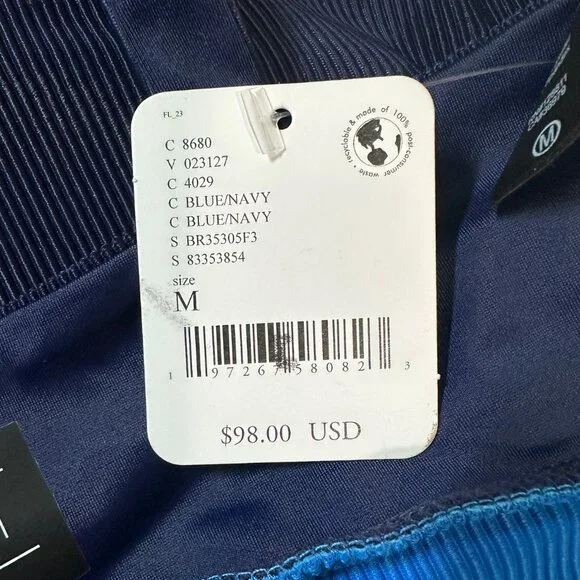 FL_23
C 8680
V 023127
C 4029
C BLUE/NAVY
C BLUE/NAVY
S BR35305F3
S 83353854
size
M
1 97267 58082 3
$98.00 USD
recyclable & made of 100% post-consumer waste
M